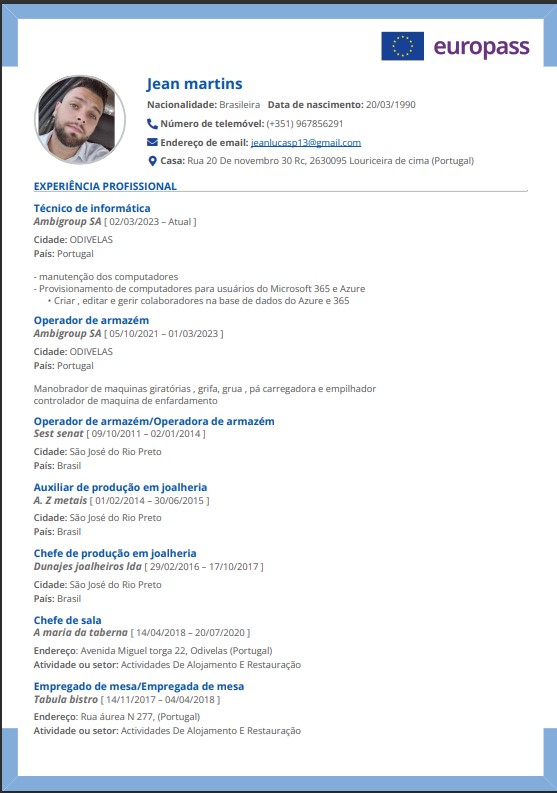 europass
Jean martins
Nacionalidade: Brasileira Data de nascimento: 20/03/1990
Número de telemóvel: (+351) 967856291
Endereço de email: jeanlucasp13@gmail.com
Casa: Rua 20 De novembro 30 Rc, 2630095 Louriceira de cima (Portugal)
EXPERIÊNCIA PROFISSIONAL
Técnico de informática
Ambigroup SA [ 02/03/2023 – Atual ]
Cidade: ODIVELAS
País: Portugal
- manutenção dos computadores
- Provisionamento de computadores para usuários do Microsoft 365 e Azure
• Criar , editar e gerir colaboradores na base de dados do Azure e 365
Operador de armazém
Ambigroup SA [ 05/10/2021 – 01/03/2023 ]
Cidade: ODIVELAS
País: Portugal
Manobrador de maquinas giratórias , grifa, grua , pá carregadora e empilhador
controlador de maquina de enfardamento
Operador de armazém/Operadora de armazém
Sest senat [ 09/10/2011 – 02/01/2014 ]
Cidade: São José do Rio Preto
País: Brasil
Auxiliar de produção em joalheria
A. Z metais [ 01/02/2014 – 30/06/2015 ]
Cidade: São José do Rio Preto
País: Brasil
Chefe de produção em joalheria
Dunajes joalheiros lda [ 29/02/2016 – 17/10/2017 ]
Cidade: São José do Rio Preto
País: Brasil
Chefe de sala
A maria da taberna [ 14/04/2018 – 20/07/2020 ]
Endereço: Avenida Miguel torga 22, Odivelas (Portugal)
Atividade ou setor: Actividades De Alojamento E Restauração
Empregado de mesa/Empregada de mesa
Tabula bistro [ 14/11/2017 – 04/04/2018 ]
Endereço: Rua áurea N 277, (Portugal)
Atividade ou setor: Actividades De Alojamento E Restauração